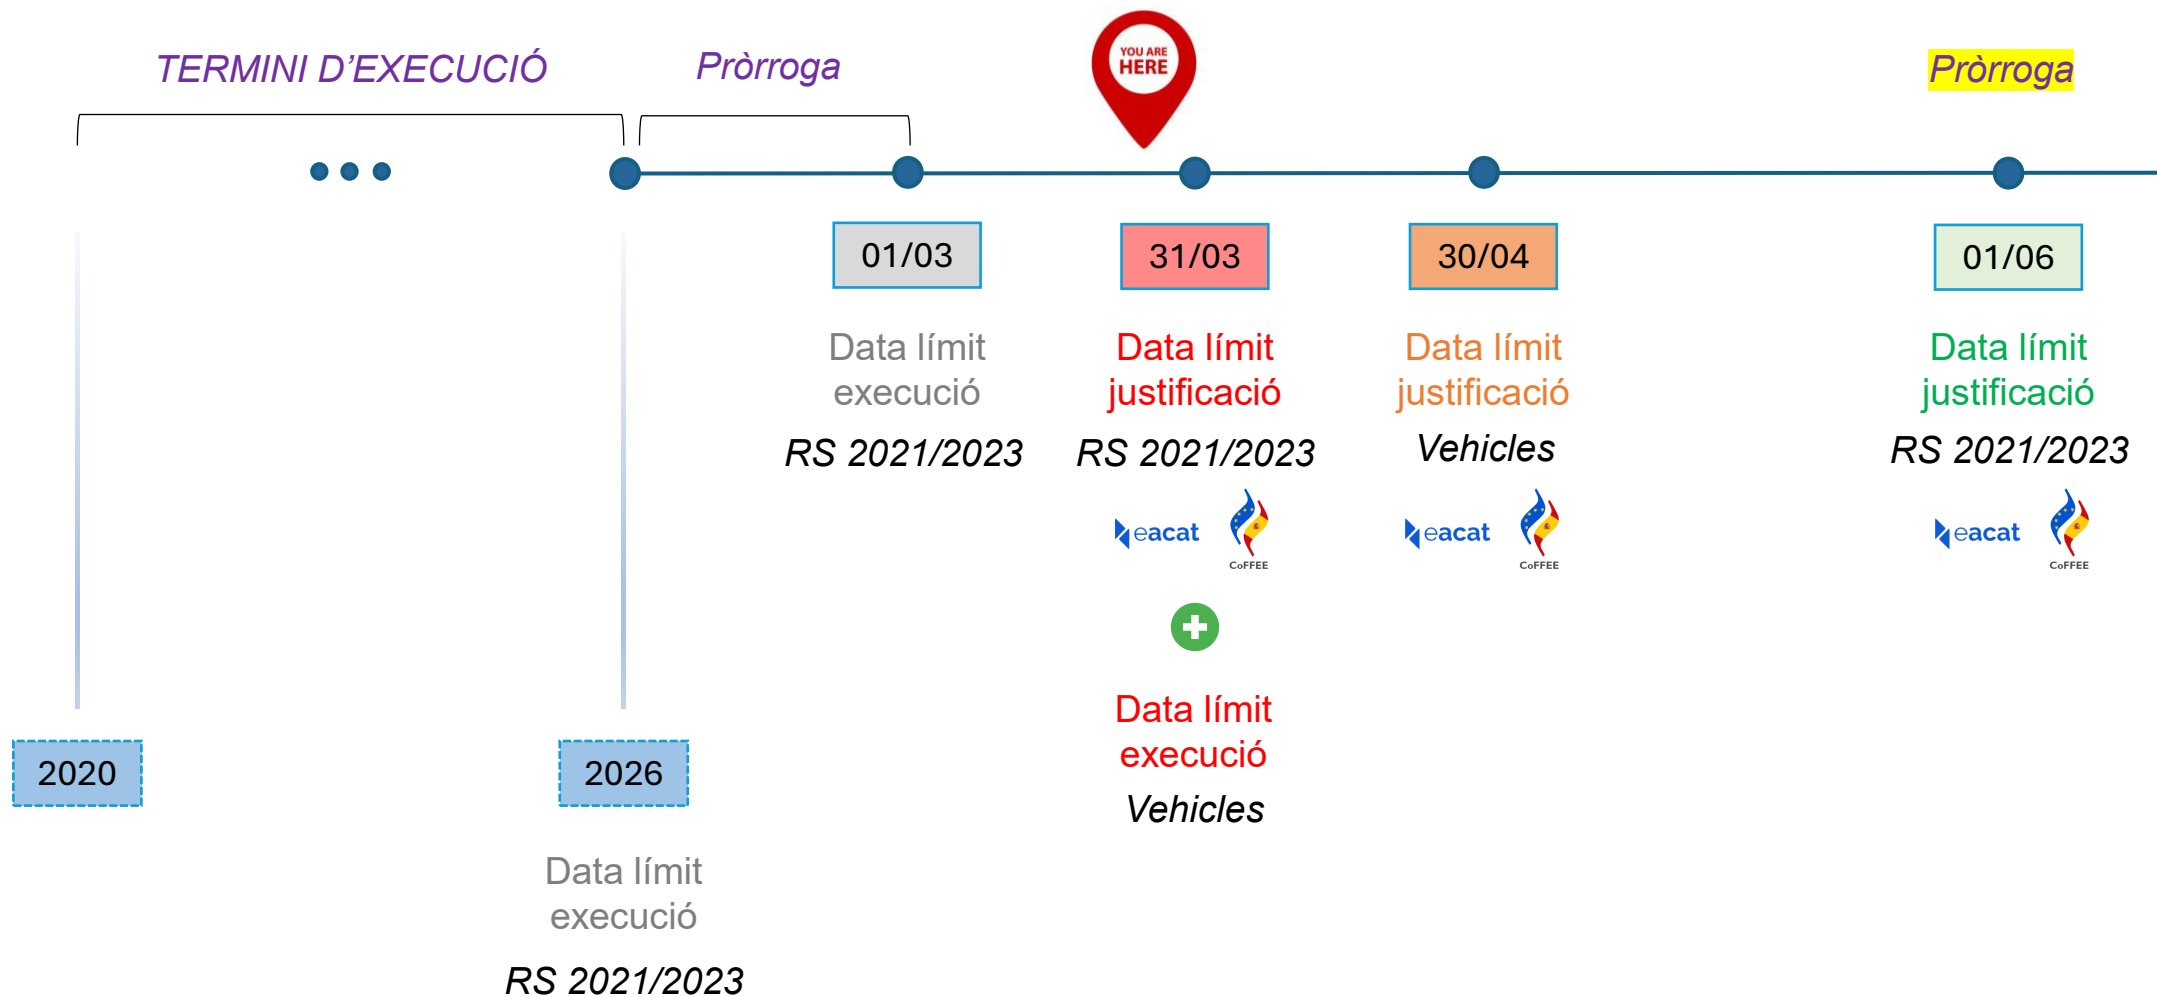 TERMINI D’EXECUCIÓ
Pròrroga
YOU ARE
HERE
Pròrroga
01/03
Data límit
execució
RS 2021/2023
31/03
Data límit
justificació
RS 2021/2023
eacat
CoFFEE
Data límit
execució
Vehicles
30/04
Data límit
justificació
Vehicles
eacat
CoFFEE
01/06
Data límit
justificació
RS 2021/2023
eacat
CoFFEE
2020
2026
Data límit
execució
RS 2021/2023